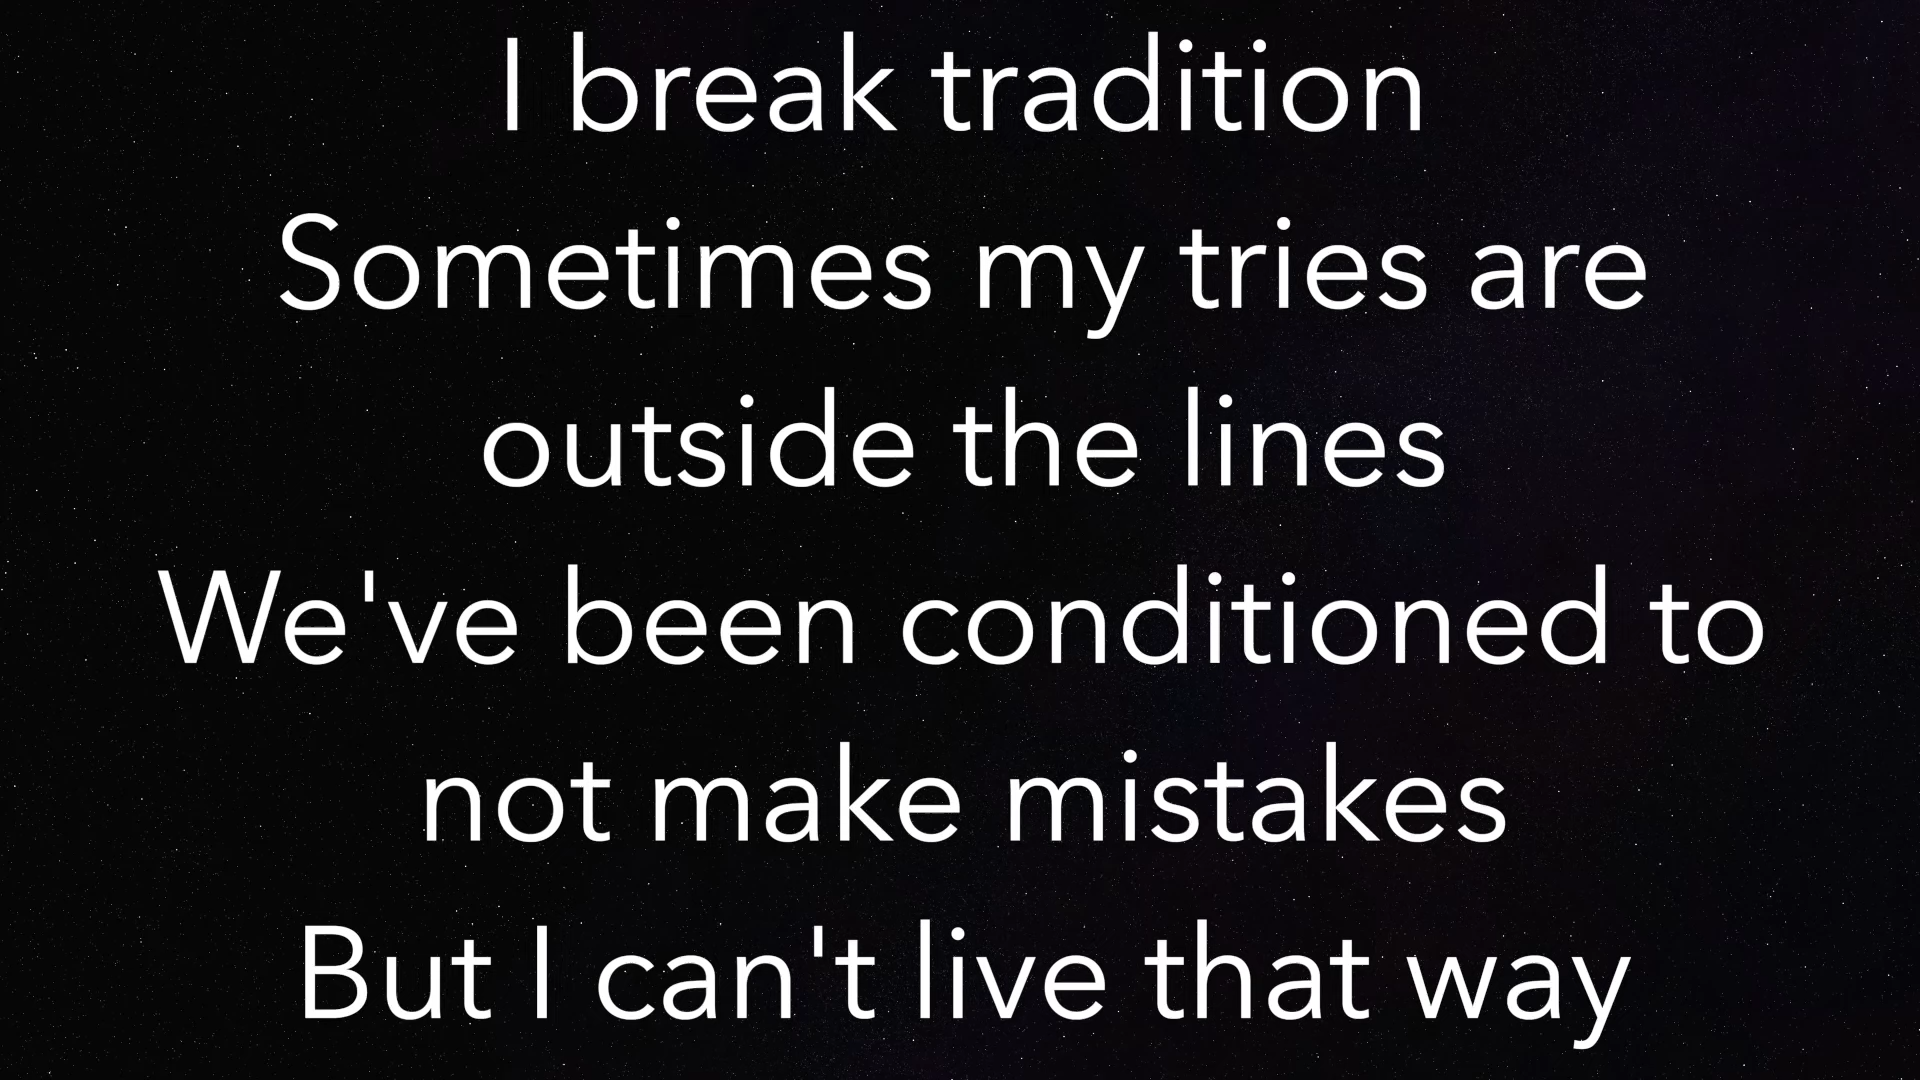 I break tradition
Sometimes my tries are
outside the lines
We've been conditioned to
not make mistakes
But I can't live that way